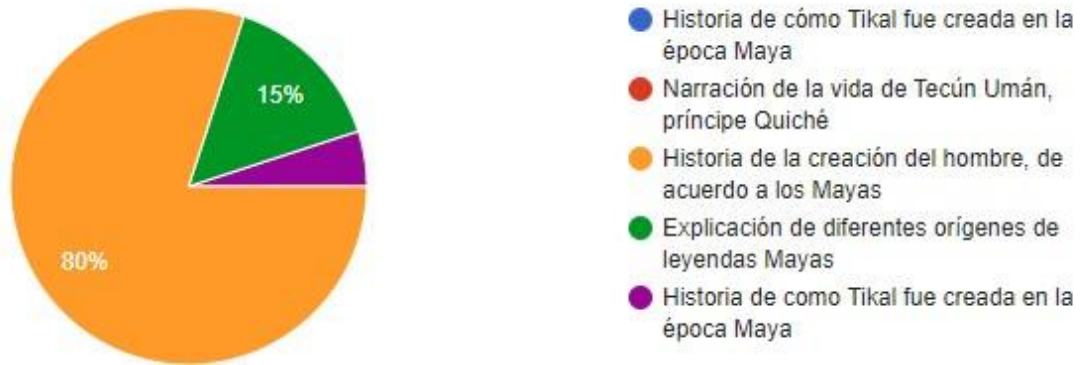 Historia de cómo Tikal fue creada en la
época Maya
Narración de la vida de Tecún Umán,
príncipe Quiché
Historia de la creación del hombre, de
acuerdo a los Mayas
Explicación de diferentes orígenes de
leyendas Mayas
Historia de como Tikal fue creada en la
época Maya
15%
80%